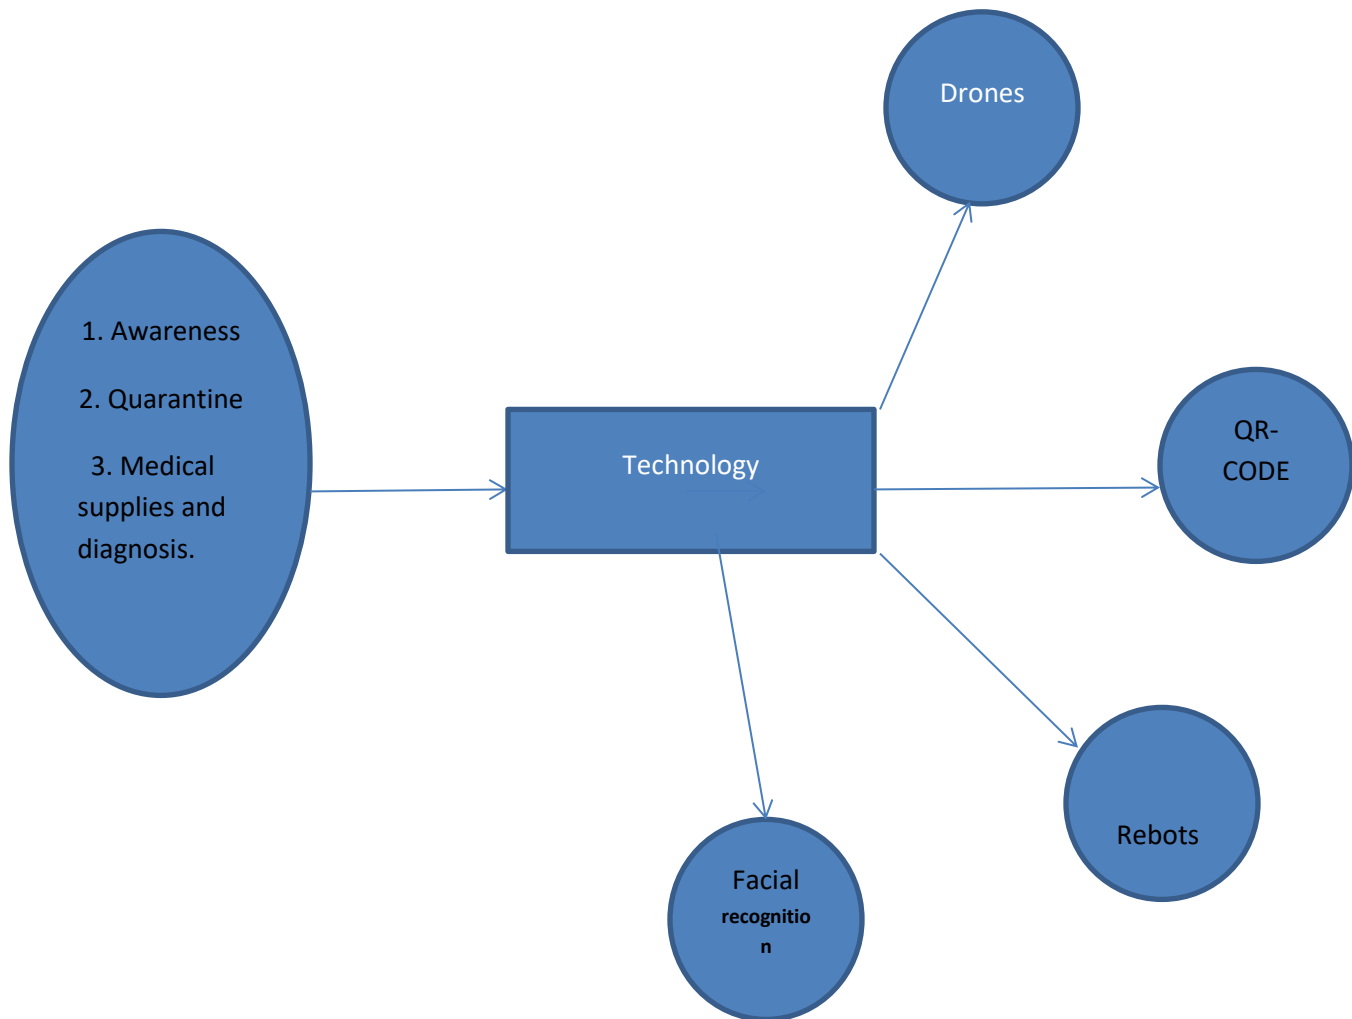 Drones
1. Awareness
2. Quarantine
3. Medical
supplies and
diagnosis.
Technology
QR-
CODE
Rebots
Facial
recognitio
n